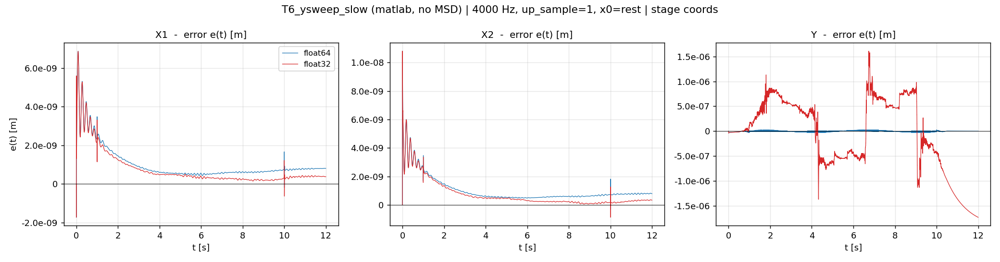 T6_ysweep_slow (matlab, no MSD) | 4000 Hz, up_sample=1, x0=rest | stage coords
X1 - error e(t) [m]
e(t) [m]
6.0e-09
4.0e-09
2.0e-09
0
-2.0e-09
float64
float32
0 2 4 6 8 10 12
t [s]
X2 - error e(t) [m]
1.0e-08
8.0e-09
6.0e-09
4.0e-09
2.0e-09
0
0 2 4 6 8 10 12
t [s]
Y - error e(t) [m]
1.5e-06
1.0e-06
5.0e-07
0
-5.0e-07
-1.0e-06
-1.5e-06
0 2 4 6 8 10 12
t [s]